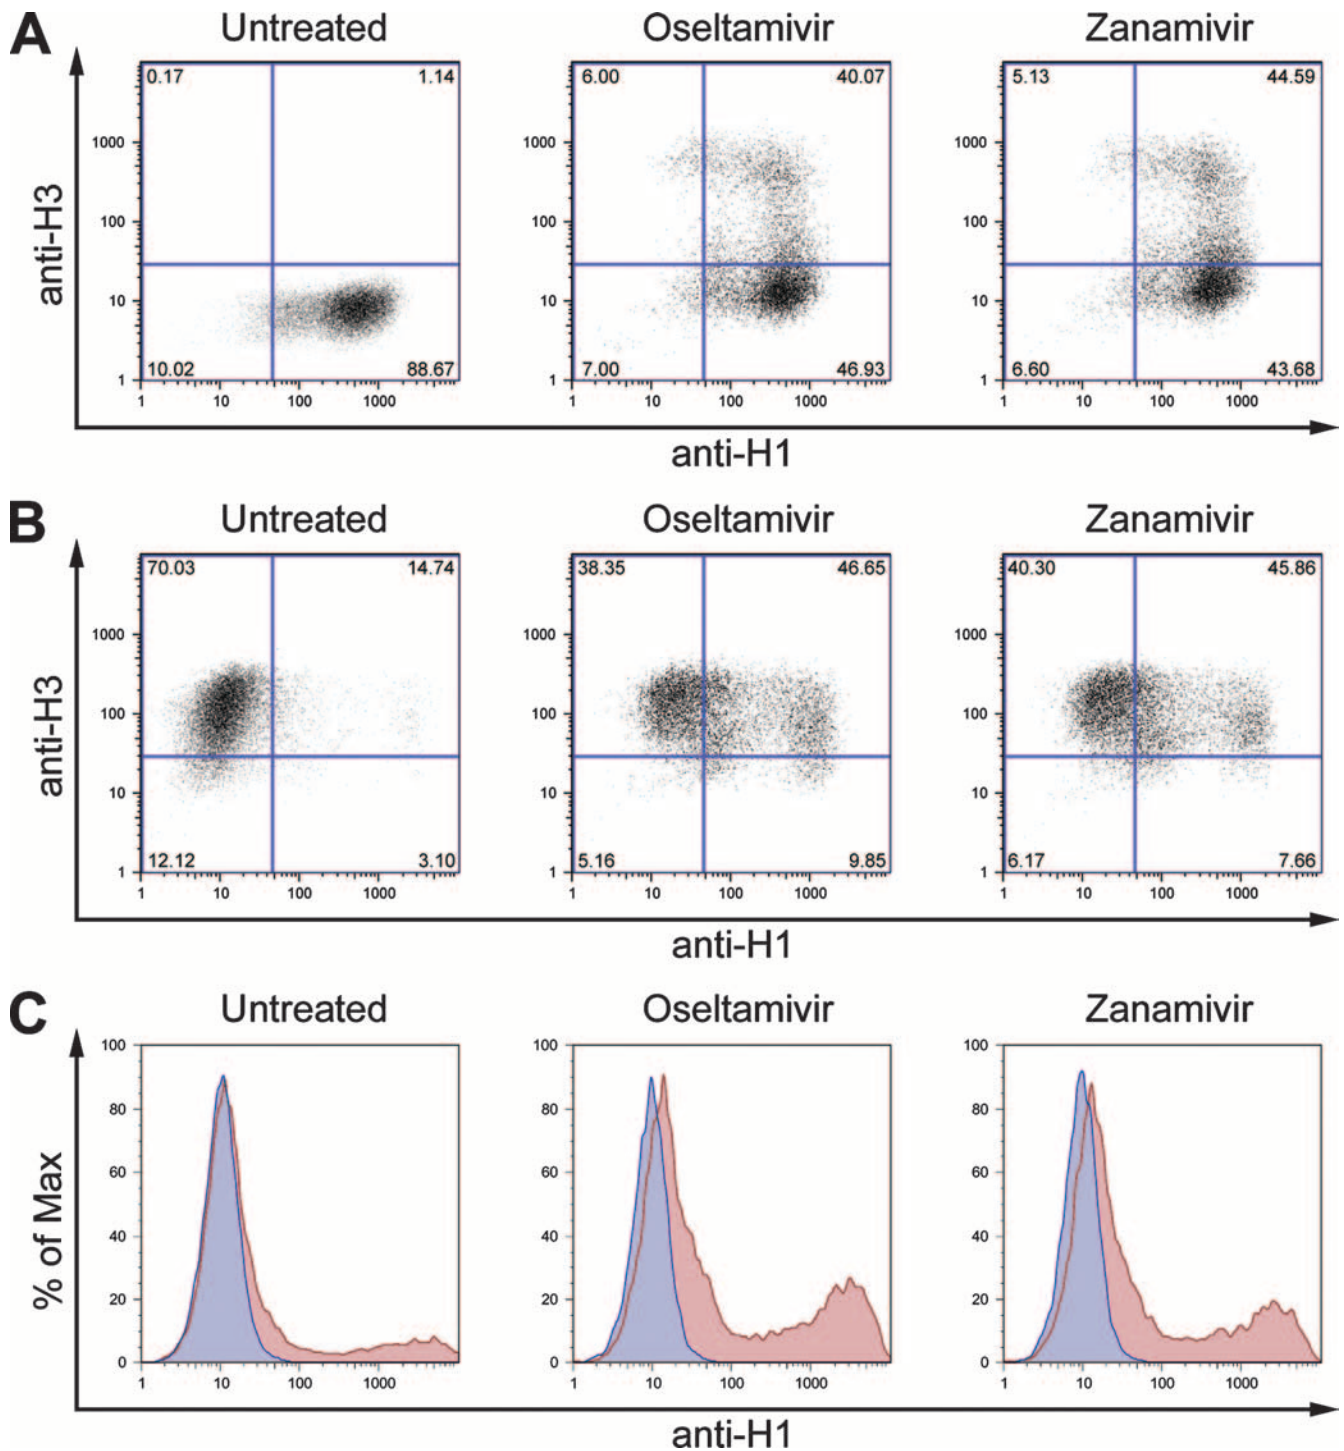 A
Untreated Oseltamivir Zanamivir
0.17 1.14 6.00 40.07 5.13 44.59
1000 1000 1000
anti-H3
100 100 100
10 10 10
10.02 88.67 7.00 46.93 6.60 43.68
1 1 1
1 10 100 1000 1 10 100 1000 1 10 100 1000
anti-H1
B
Untreated Oseltamivir Zanamivir
70.03 14.74 38.35 46.65 40.30 45.86
1000 1000 1000
anti-H3
100 100 100
10 10 10
12.12 3.10 5.16 9.85 6.17 7.66
1 1 1
1 10 100 1000 1 10 100 1000 1 10 100 1000
anti-H1
C
Untreated Oseltamivir Zanamivir
100 100 100
80 80 80
% of Max
60 60 60
40 40 40
20 20 20
0 0 0
1 10 100 1000 1 10 100 1000 1 10 100 1000
anti-H1